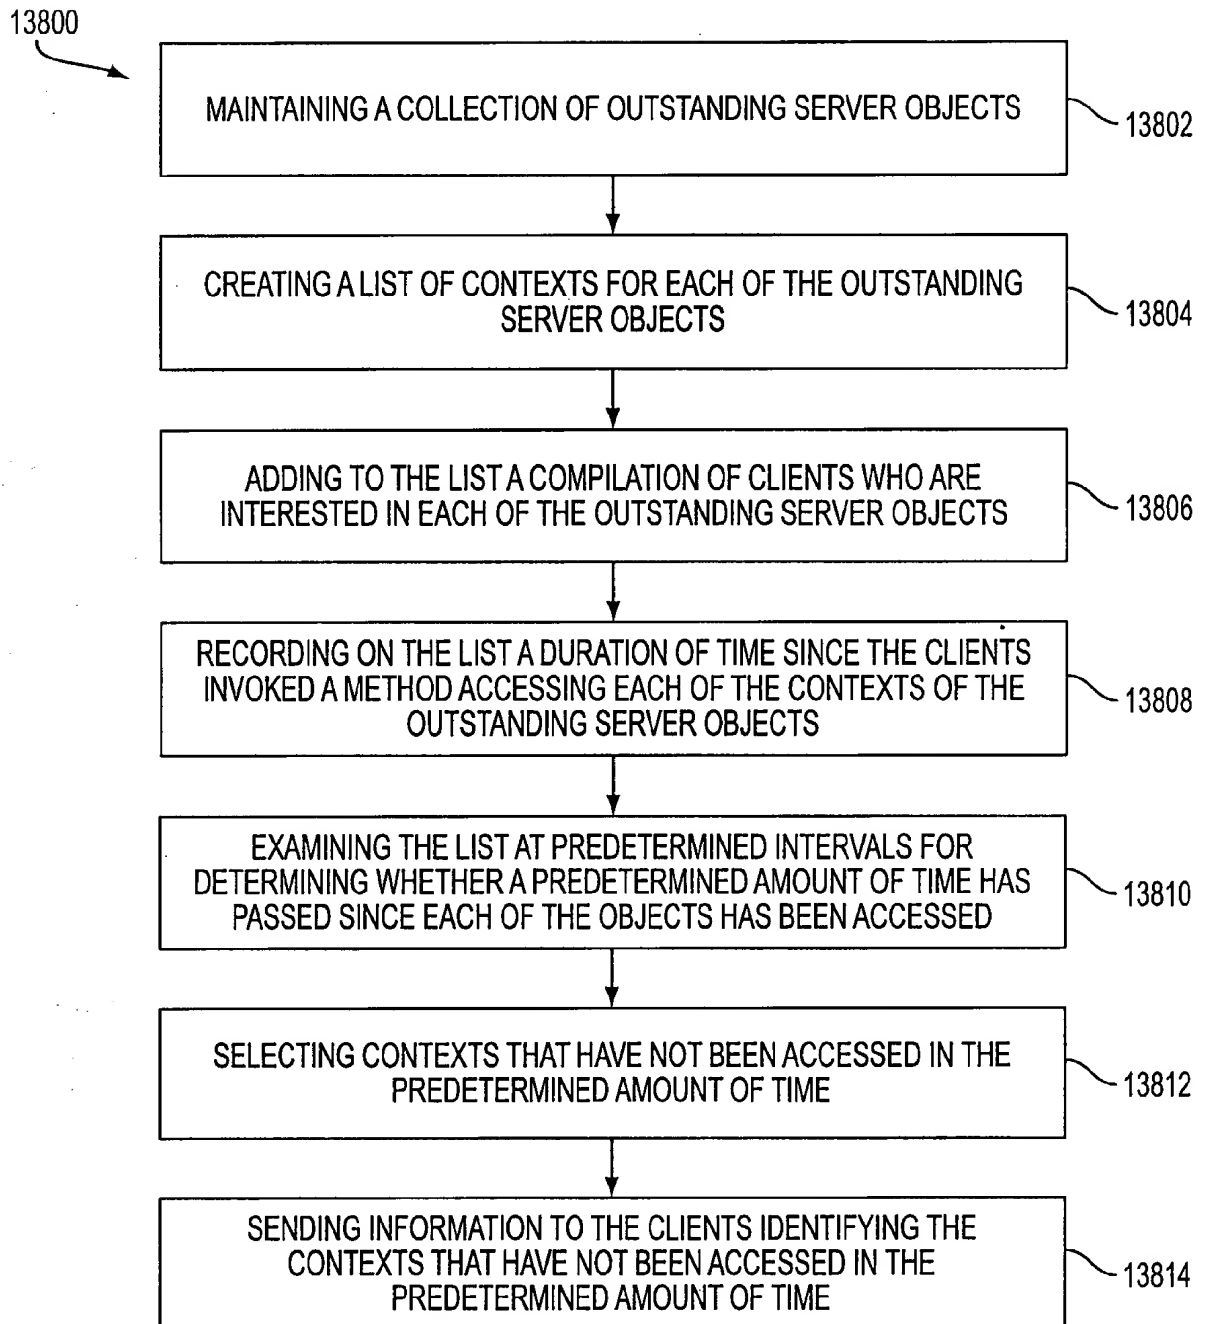 13800
MAINTAINING A COLLECTION OF OUTSTANDING SERVER OBJECTS
13802
CREATING A LIST OF CONTEXTS FOR EACH OF THE OUTSTANDING
SERVER OBJECTS
13804
ADDING TO THE LIST A COMPILATION OF CLIENTS WHO ARE
INTERESTED IN EACH OF THE OUTSTANDING SERVER OBJECTS
13806
RECORDING ON THE LIST A DURATION OF TIME SINCE THE CLIENTS
INVOKED A METHOD ACCESSING EACH OF THE CONTEXTS OF THE
OUTSTANDING SERVER OBJECTS
13808
EXAMINING THE LIST AT PREDETERMINED INTERVALS FOR
DETERMINING WHETHER A PREDETERMINED AMOUNT OF TIME HAS
PASSED SINCE EACH OF THE OBJECTS HAS BEEN ACCESSED
13810
SELECTING CONTEXTS THAT HAVE NOT BEEN ACCESSED IN THE
PREDETERMINED AMOUNT OF TIME
13812
SENDING INFORMATION TO THE CLIENTS IDENTIFYING THE
CONTEXTS THAT HAVE NOT BEEN ACCESSED IN THE
PREDETERMINED AMOUNT OF TIME
13814